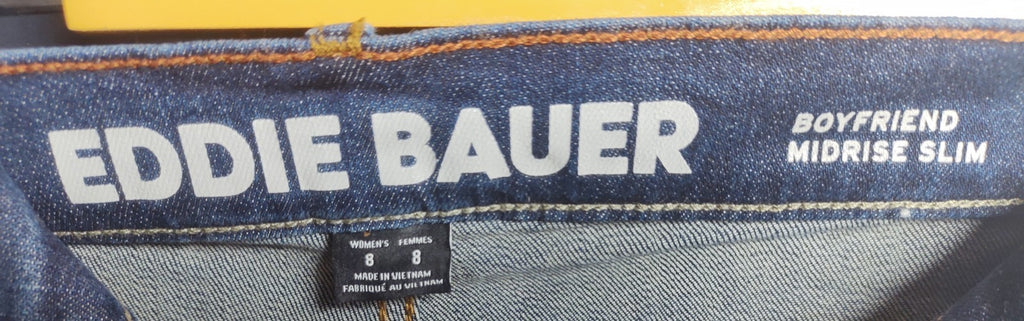 EDDIE BAUER
BOYFRIEND
MIDRISE SLIM
WOMEN'S FEMMES
8 8
MADE IN VIETNAM
FABRIQUÉ AU VIETNAM